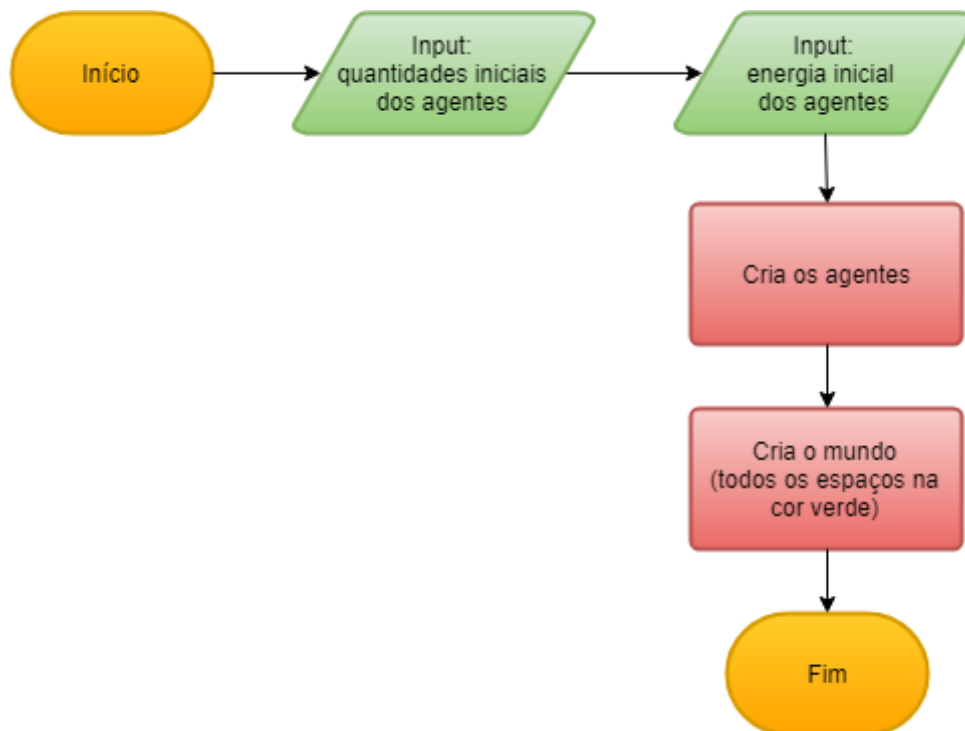 Início
Input:
quantidades iniciais
dos agentes
Input:
energia inicial
dos agentes
Cria os agentes
Cria o mundo
(todos os espaços na
cor verde)
Fim